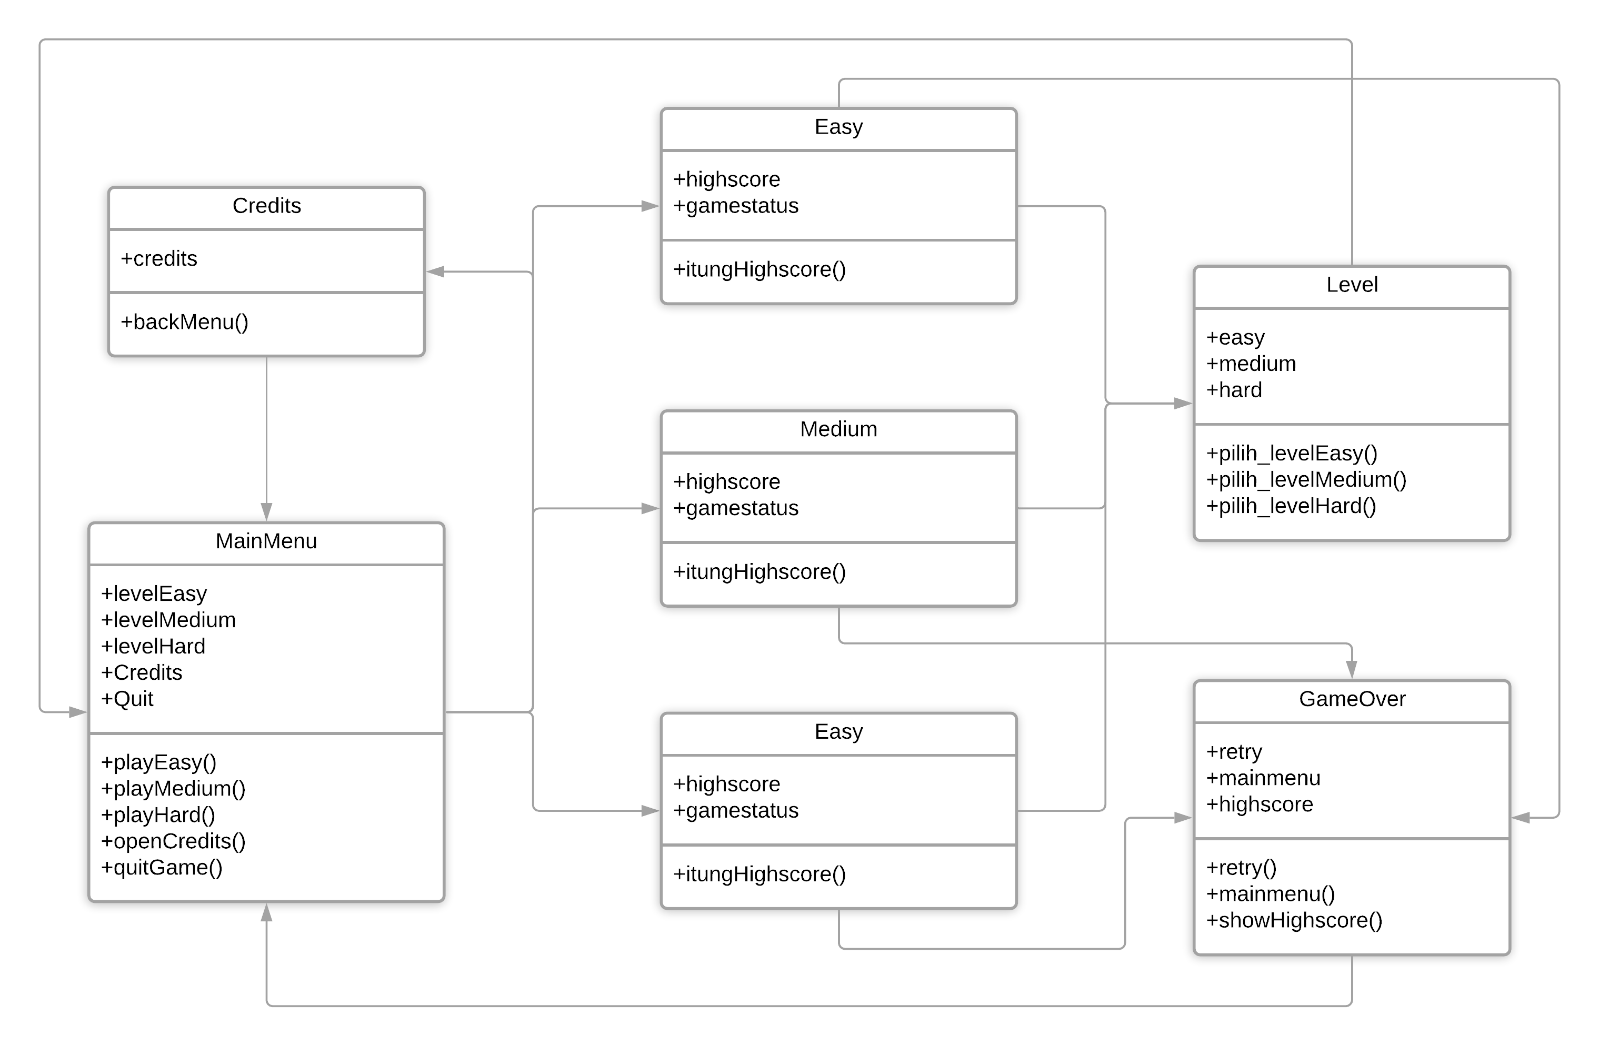 Easy
+highscore
+gamestatus
+itungHighscore()
Credits
+credits
+backMenu()
Level
+easy
+medium
+hard
+pilih_levelEasy()
+pilih_levelMedium()
+pilih_levelHard()
Medium
+highscore
+gamestatus
+itungHighscore()
MainMenu
+levelEasy
+levelMedium
+levelHard
+Credits
+Quit
+playEasy()
+playMedium()
+playHard()
+openCredits()
+quitGame()
Easy
+highscore
+gamestatus
+itungHighscore()
GameOver
+retry
+mainmenu
+highscore
+retry()
+mainmenu()
+showHighscore()